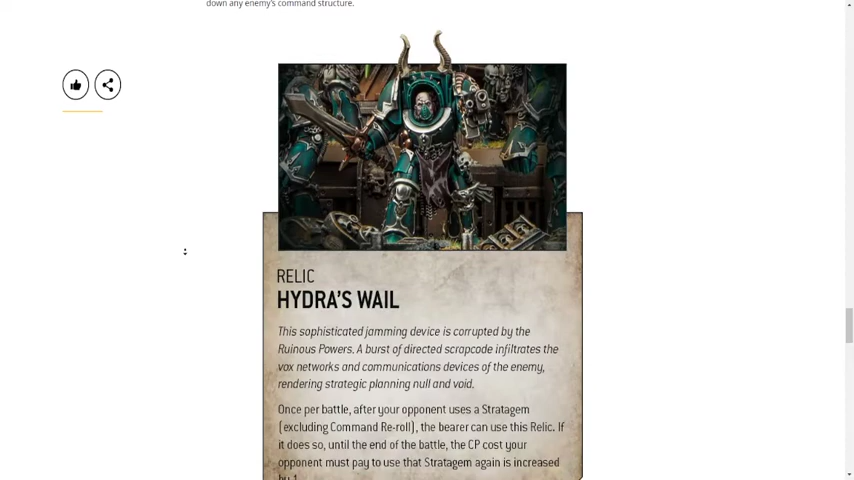 down any enemy's command structure.
RELIC
HYDRA'S WAIL
This sophisticated jamming device is corrupted by the
Ruinous Powers. A burst of directed scrapcode infiltrates the
vox networks and communications devices of the enemy,
rendering strategic planning null and void.
Once per battle, after your opponent uses a Stratagem
(excluding Command Re-roll), the bearer can use this Relic. If
it does so, until the end of the battle, the CP cost your
opponent must pay to use that Stratagem again is increased
by 1.